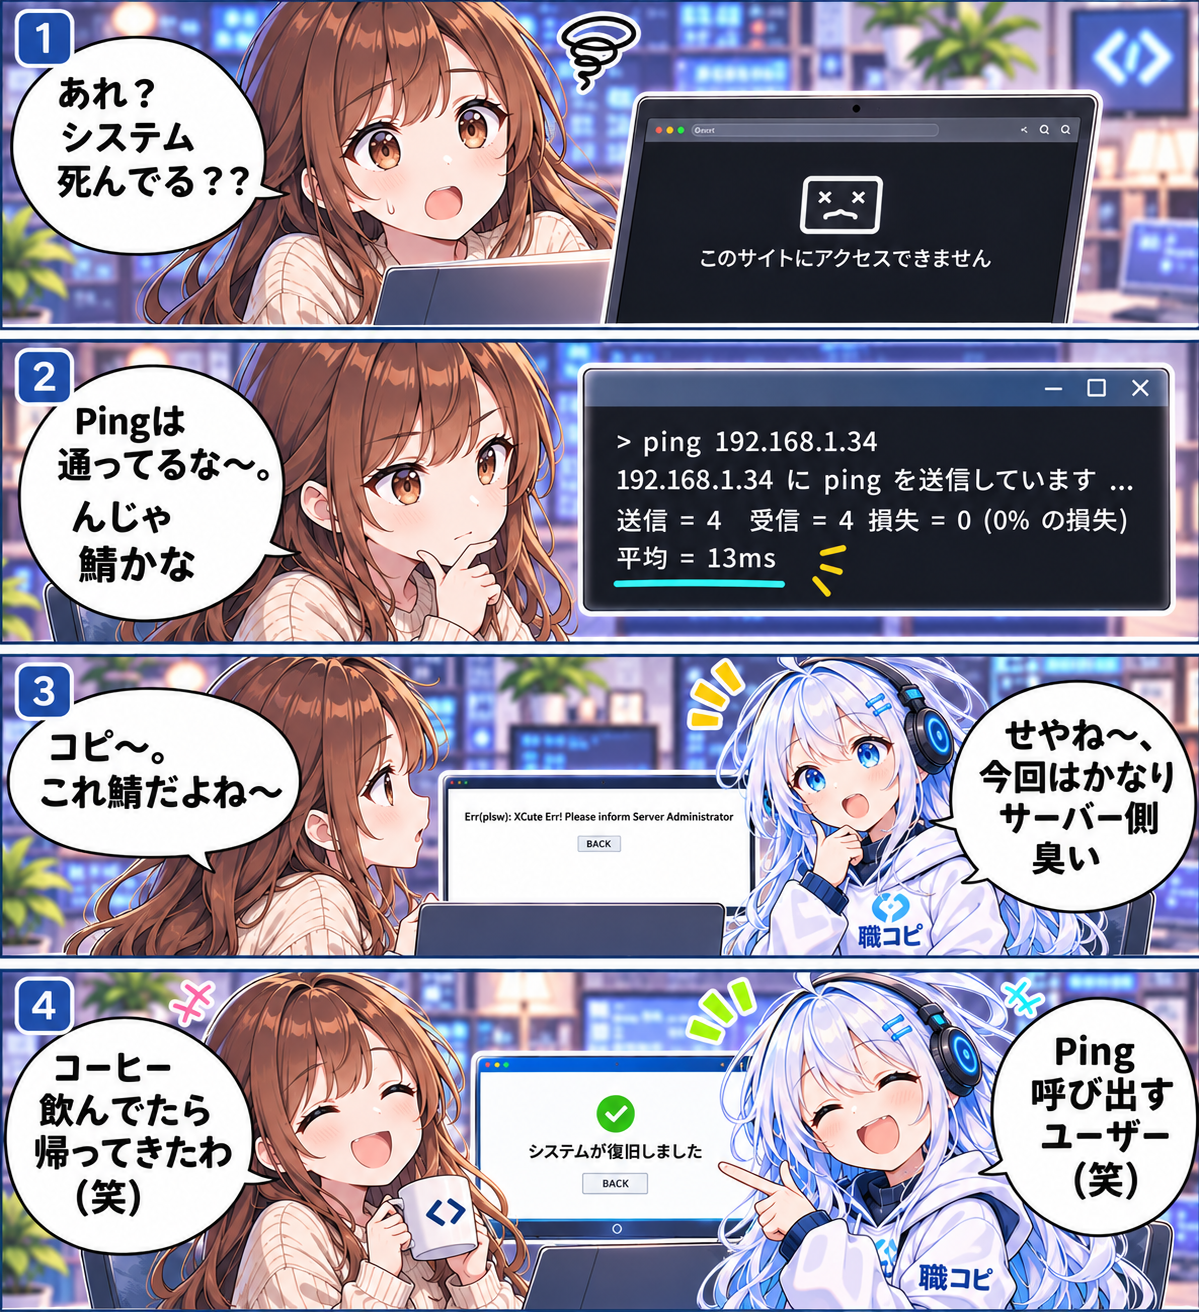 1
あれ？
システム
死んでる？？
このサイトにアクセスできません
2
Pingは
通ってるな～。
んじゃ
鯖かな
> ping 192.168.1.34
192.168.1.34 に ping を送信しています ...
送信 = 4 受信 = 4 損失 = 0 (0% の損失)
平均 = 13ms
3
コピ～。
これ鯖だよね～
Err(plsw): XCute Err! Please inform Server Administrator
BACK
せやね～、
今回はかなり
サーバー側
臭い
職コピ
4
コーヒー
飲んでたら
帰ってきたわ
(笑)
システムが復旧しました
BACK
Ping
呼び出す
ユーザー
(笑)
職コピ